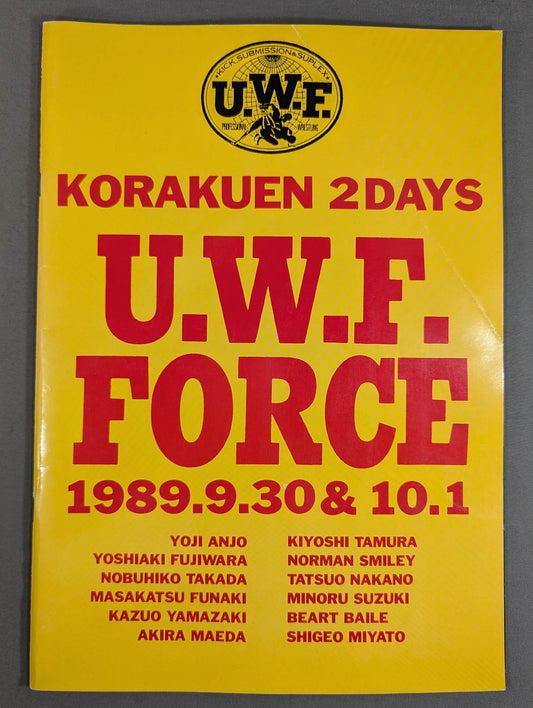 KICK, SUBMISSION & SUPLEX
U.W.F.
PROFESSIONAL WRESTLING
KORAKUEN 2DAYS
U.W.F.
FORCE
1989.9.30 & 10.1
YOJI ANJO
YOSHIAKI FUJIWARA
NOBUHIKO TAKADA
MASAKATSU FUNAKI
KAZUO YAMAZAKI
AKIRA MAEDA
KIYOSHI TAMURA
NORMAN SMILEY
TATSUO NAKANO
MINORU SUZUKI
BEART BAILE
SHIGEO MIYATO